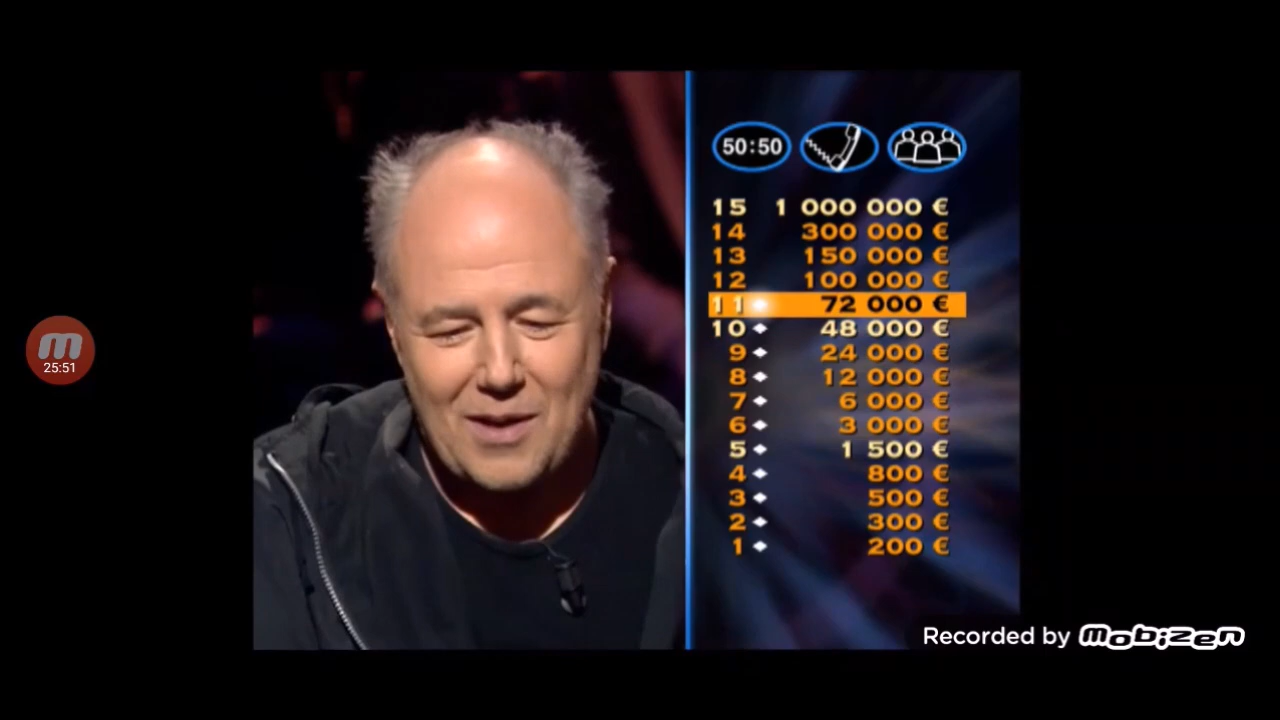 50:50
15 1 000 000 €
14 300 000 €
13 150 000 €
12 100 000 €
11 72 000 €
10 48 000 €
9 24 000 €
8 12 000 €
7 6 000 €
6 3 000 €
5 1 500 €
4 800 €
3 500 €
2 300 €
1 200 €
m
25:51
Recorded by mobizen